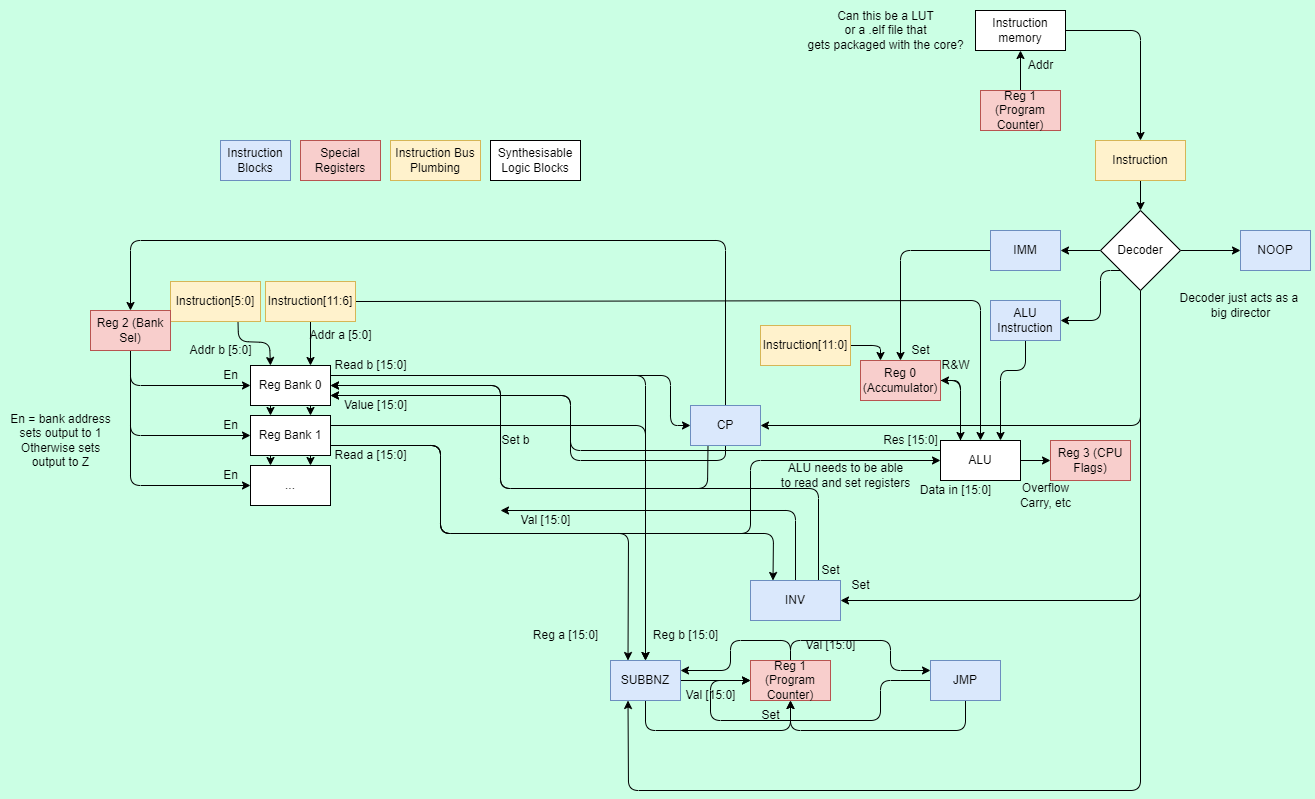 Can this be a LUT
or a .elf file that
gets packaged with the core?
Instruction
memory
Addr
Reg 1
(Program
Counter)
Instruction
Blocks
Special
Registers
Instruction Bus
Plumbing
Synthesisable
Logic Blocks
Instruction
Decoder
IMM
NOOP
Decoder just acts as a
big director
ALU
Instruction
Instruction[5:0]
Instruction[11:6]
Reg 2 (Bank
Sel)
Addr b [5:0]
Addr a [5:0]
Instruction[11:0]
Set
R&W
Reg 0
(Accumulator)
Read b [15:0]
En
Reg Bank 0
Value [15:0]
En = bank address
sets output to 1
Otherwise sets
output to Z
En
Reg Bank 1
Read a [15:0]
En
...
Set b
CP
Res [15:0]
ALU
Reg 3 (CPU
Flags)
ALU needs to be able
to read and set registers
Data in [15:0]
Overflow
Carry, etc
Val [15:0]
Set
Set
INV
Reg a [15:0]
Reg b [15:0]
Val [15:0]
SUBBNZ
Val [15:0]
Reg 1
(Program
Counter)
JMP
Set